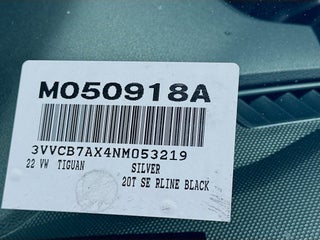 M050918A
3VVCB7AX4NM053219
22 VW TIGUAN SILVER
20T SE RLINE BLACK